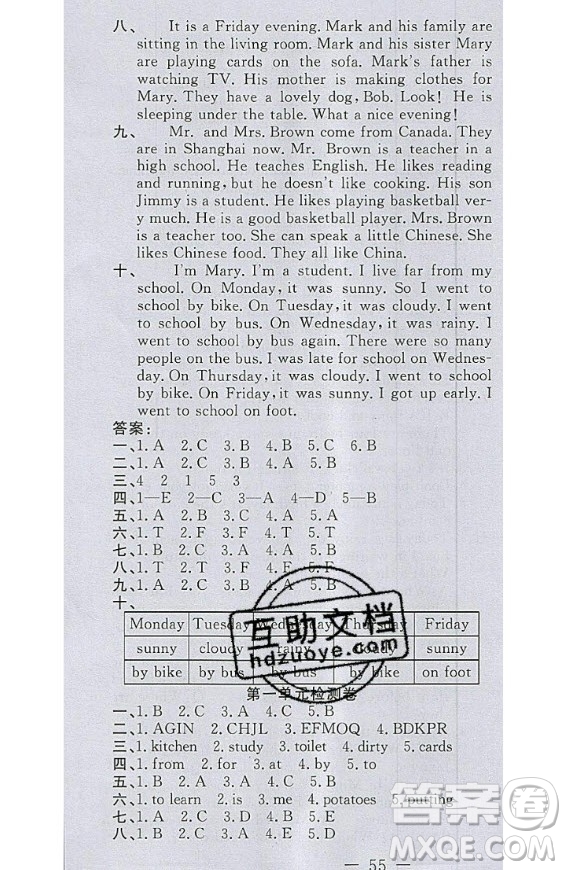 八、 It is a Friday evening. Mark and his family are
sitting in the living room. Mark and his sister Mary
are playing cards on the sofa. Mark's father is
watching TV. His mother is making clothes for
Mary. They have a lovely dog, Bob. Look! He is
sleeping under the table. What a nice evening!
九、 Mr. and Mrs. Brown come from Canada. They
are in Shanghai now. Mr. Brown is a teacher in a
high school. He teaches English. He likes reading
and running, but he doesn't like cooking. His son
Jimmy is a student. He likes playing basketball ver-
y much. He is a good basketball player. Mrs. Brown
is a teacher too. She can speak a little Chinese. She
likes Chinese food. They all like China.
十、 I'm Mary. I'm a student. I live far from my
school. On Monday, it was sunny. So I went to
school by bike. On Tuesday, it was cloudy. I went
to school by bus. On Wednesday, it was rainy. I
went to school by bus again. There were so many
people on the bus. I was late for school on Wednes-
day. On Thursday, it was cloudy. I went to school
by bike. On Friday, it was sunny. I got up early. I
went to school on foot.
答案:
一、1. A 2. C 3. B 4. B 5. C 6. B
二、1. A 2. C 3. B 4. A 5. B
三、4 2 1 5 3
四、1—E 2—C 3—A 4—D 5—B
五、1. A 2. B 3. C 4. A 5. C
六、1. T 2. F 3. F 4. T 5. T
七、1. B 2. A 3. C 4. A 5. B
八、1. T 2. T 3. F 4. F 5. F
九、1. A 2. C 3. B 4. A 5. B
十、
Monday Tuesday Wednesday Thursday Friday
sunny cloudy rainy cloudy sunny
by bike by bus by bus by bike on foot
互助文档
hdzuoye.com
第一单元检测卷
一、1. B 2. C 3. A 4. C 5. B
二、1. AGIN 2. CHJL 3. EFMOQ 4. BDKPR
三、1. kitchen 2. study 3. toilet 4. dirty 5. cards
四、1. from 2. for 3. at 4. by 5. to
五、1. B 2. A 3. A 4. C 5. B
六、1. to learn 2. is 3. me 4. potatoes 5. putting
七、1. A 2. C 3. D 4. B 5. E
八、1. B 2. C 3. B 4. D 5. A
— 55 —
答案圈
MXQE.COM